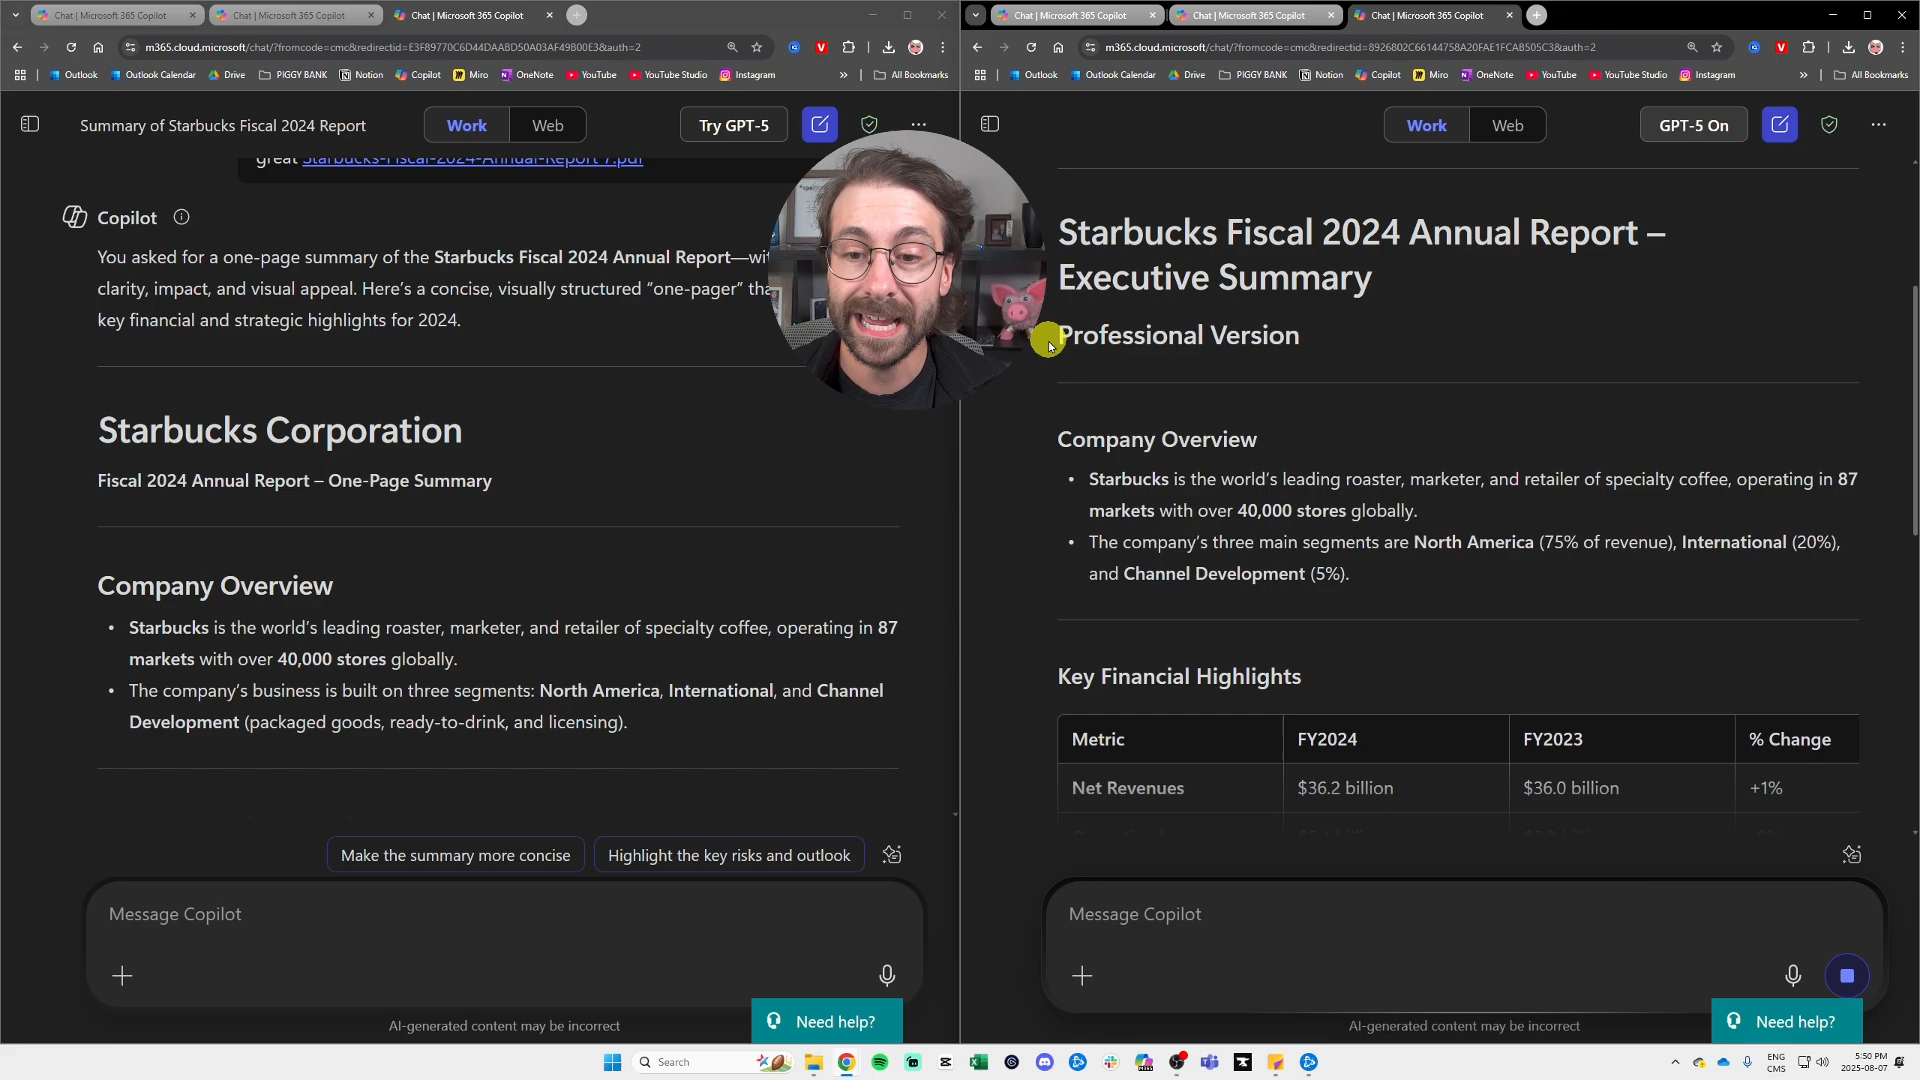 Chat | Microsoft 365 Copilot
Chat | Microsoft 365 Copilot
Chat | Microsoft 365 Copilot
m365.cloud.microsoft/chat/?fromcode=cmc&redirectid=E3F89770C6D44DAABD50A03AF49B00E3&auth=2
Outlook
Outlook Calendar
Drive
PIGGY BANK
Notion
Copilot
Miro
OneNote
YouTube
YouTube Studio
Instagram
All Bookmarks
Summary of Starbucks Fiscal 2024 Report
Work
Web
Try GPT-5
great Starbucks-Fiscal-2024-Annual-Report 7.pdf
Copilot
You asked for a one-page summary of the Starbucks Fiscal 2024 Annual Report—wi
clarity, impact, and visual appeal. Here's a concise, visually structured “one-pager” tha
key financial and strategic highlights for 2024.
Starbucks Corporation
Fiscal 2024 Annual Report – One-Page Summary
Company Overview
• Starbucks is the world's leading roaster, marketer, and retailer of specialty coffee, operating in 87
markets with over 40,000 stores globally.
• The company's business is built on three segments: North America, International, and Channel
Development (packaged goods, ready-to-drink, and licensing).
Make the summary more concise
Highlight the key risks and outlook
Message Copilot
AI-generated content may be incorrect
Need help?
Chat | Microsoft 365 Copilot
Chat | Microsoft 365 Copilot
Chat | Microsoft 365 Copilot
m365.cloud.microsoft/chat/?fromcode=cmc&redirectid=8926802C66144758A20FAE1FCAB505C3&auth=2
Outlook
Outlook Calendar
Drive
PIGGY BANK
Notion
Copilot
Miro
OneNote
YouTube
YouTube Studio
Instagram
All Bookmarks
Work
Web
GPT-5 On
Starbucks Fiscal 2024 Annual Report –
Executive Summary
Professional Version
Company Overview
• Starbucks is the world's leading roaster, marketer, and retailer of specialty coffee, operating in 87
markets with over 40,000 stores globally.
• The company's three main segments are North America (75% of revenue), International (20%),
and Channel Development (5%).
Key Financial Highlights
Metric FY2024 FY2023 % Change
Net Revenues $36.2 billion $36.0 billion +1%
Message Copilot
AI-generated content may be incorrect
Need help?
Search
ENG
CMS
5:50 PM
2025-08-07